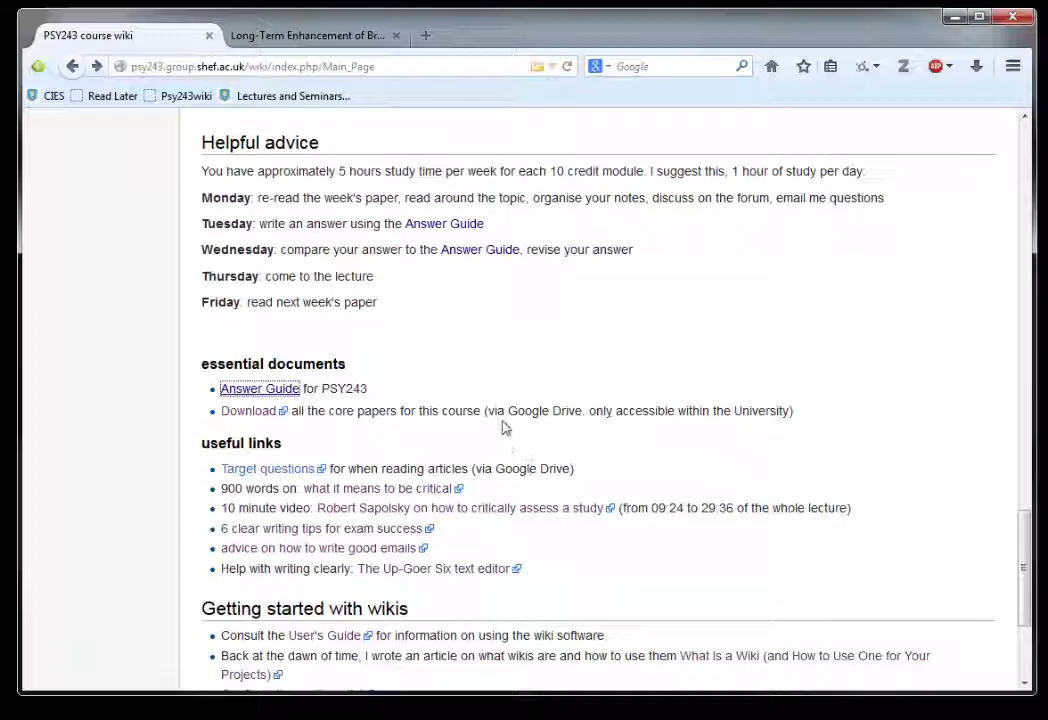 PSY243 course wiki
Long-Term Enhancement of Br...
psy243.group.shef.ac.uk/wiki/index.php/Main_Page
Google
CIES Read Later Psy243wiki Lectures and Seminars...
Helpful advice
You have approximately 5 hours study time per week for each 10 credit module. I suggest this, 1 hour of study per day:
Monday: re-read the week's paper, read around the topic, organise your notes, discuss on the forum, email me questions
Tuesday: write an answer using the Answer Guide
Wednesday: compare your answer to the Answer Guide, revise your answer
Thursday: come to the lecture
Friday: read next week's paper
essential documents
Answer Guide for PSY243
Download all the core papers for this course (via Google Drive, only accessible within the University)
useful links
Target questions for when reading articles (via Google Drive)
900 words on: what it means to be critical
10 minute video: Robert Sapolsky on how to critically assess a study (from 09:24 to 29:36 of the whole lecture)
6 clear writing tips for exam success
advice on how to write good emails
Help with writing clearly: The Up-Goer Six text editor
Getting started with wikis
Consult the User's Guide for information on using the wiki software.
Back at the dawn of time, I wrote an article on what wikis are and how to use them What Is a Wiki (and How to Use One for Your
Projects)